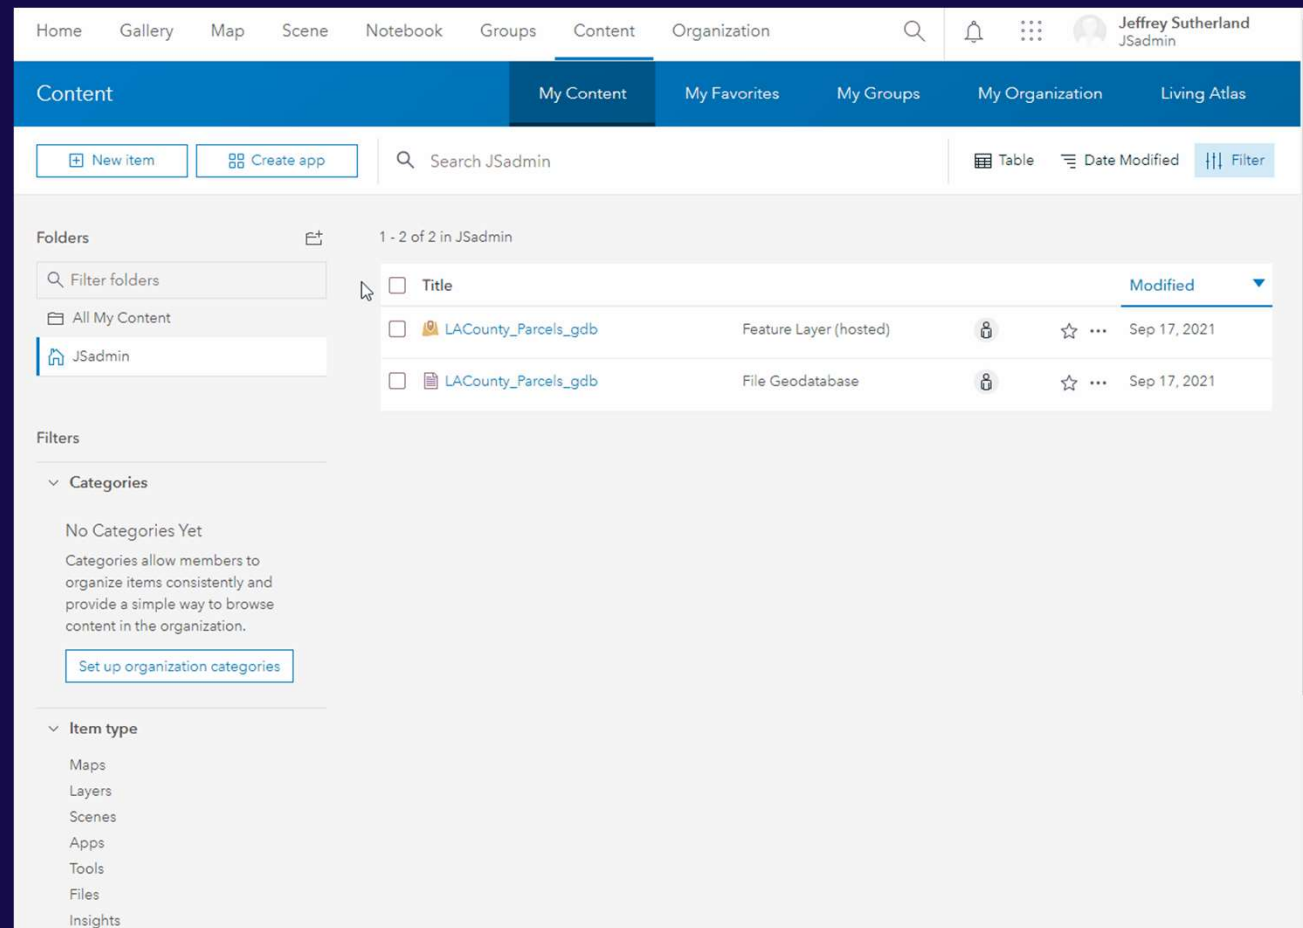 Home Gallery Map Scene Notebook Groups Content Organization
Jeffrey Sutherland
JSadmin
Content My Content My Favorites My Groups My Organization Living Atlas
New item Create app Search JSadmin Table Date Modified Filter
Folders
Filter folders
All My Content
JSadmin
1 - 2 of 2 in JSadmin
Title Modified
LACounty_Parcels_gdb Feature Layer (hosted) Sep 17, 2021
LACounty_Parcels_gdb File Geodatabase Sep 17, 2021
Filters
Categories
No Categories Yet
Categories allow members to
organize items consistently and
provide a simple way to browse
content in the organization.
Set up organization categories
Item type
Maps
Layers
Scenes
Apps
Tools
Files
Insights